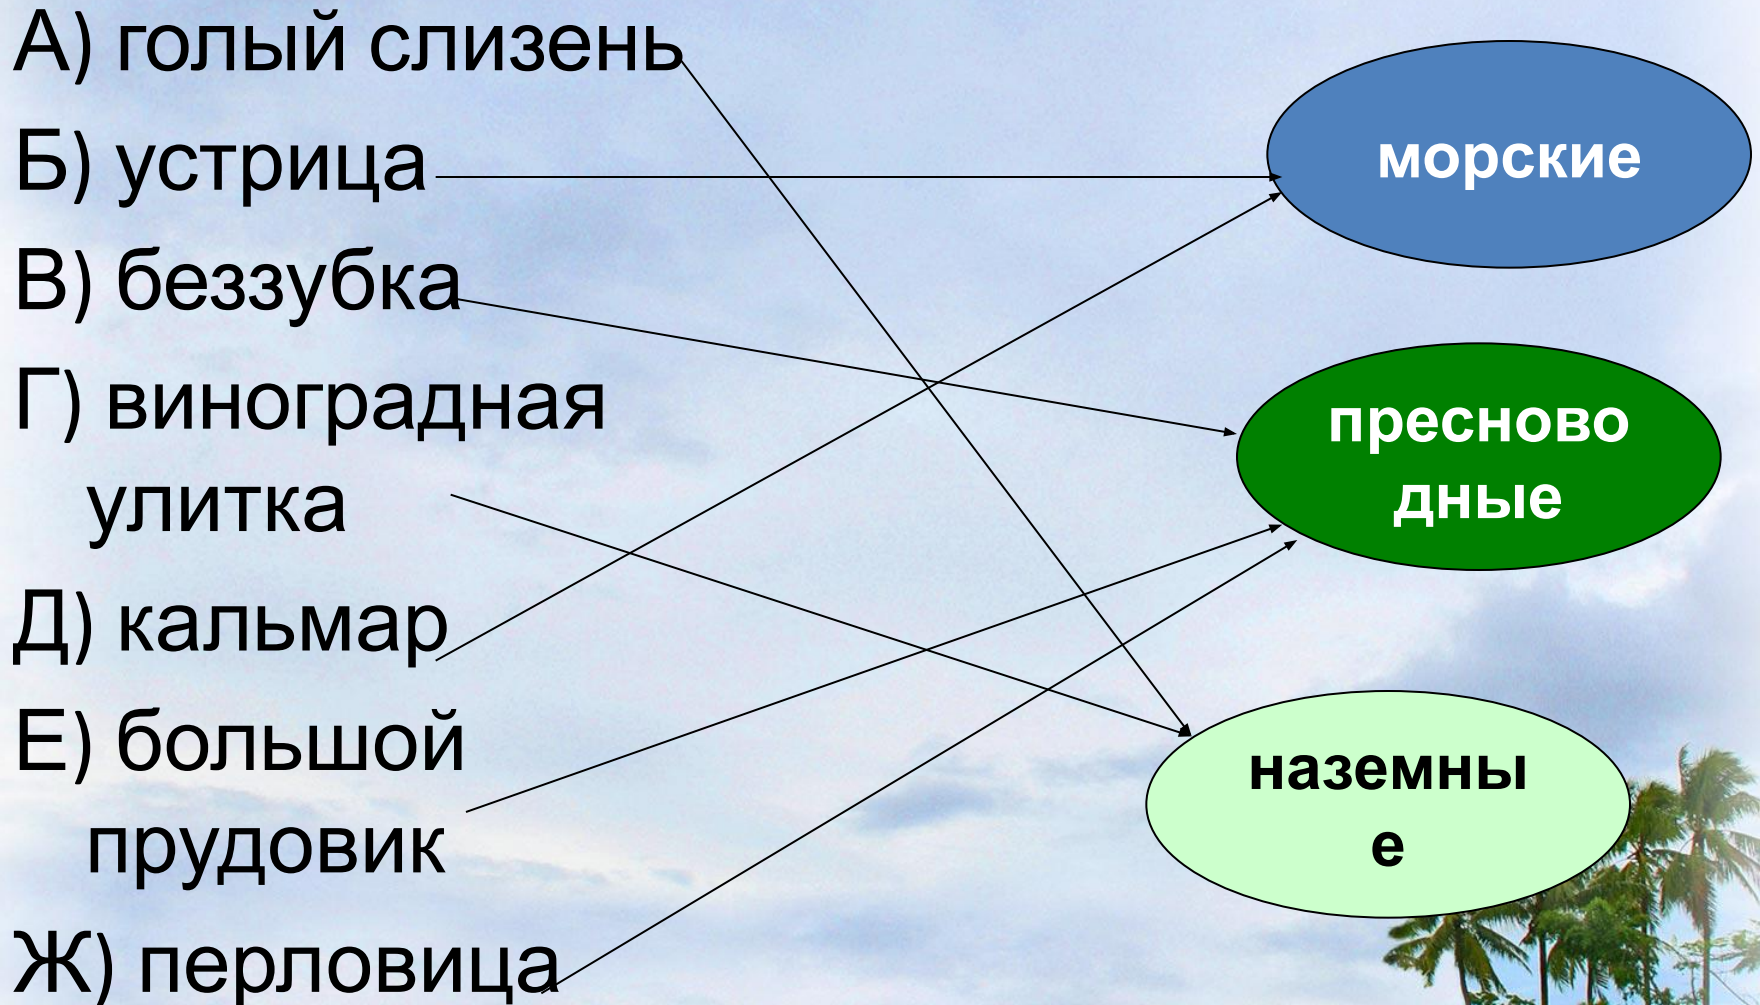 А) голый слизень
Б) устрица
В) беззубка
Г) виноградная
улитка
Д) кальмар
Е) большой
прудовик
Ж) перловица
морские
пресново
дные
наземны
е